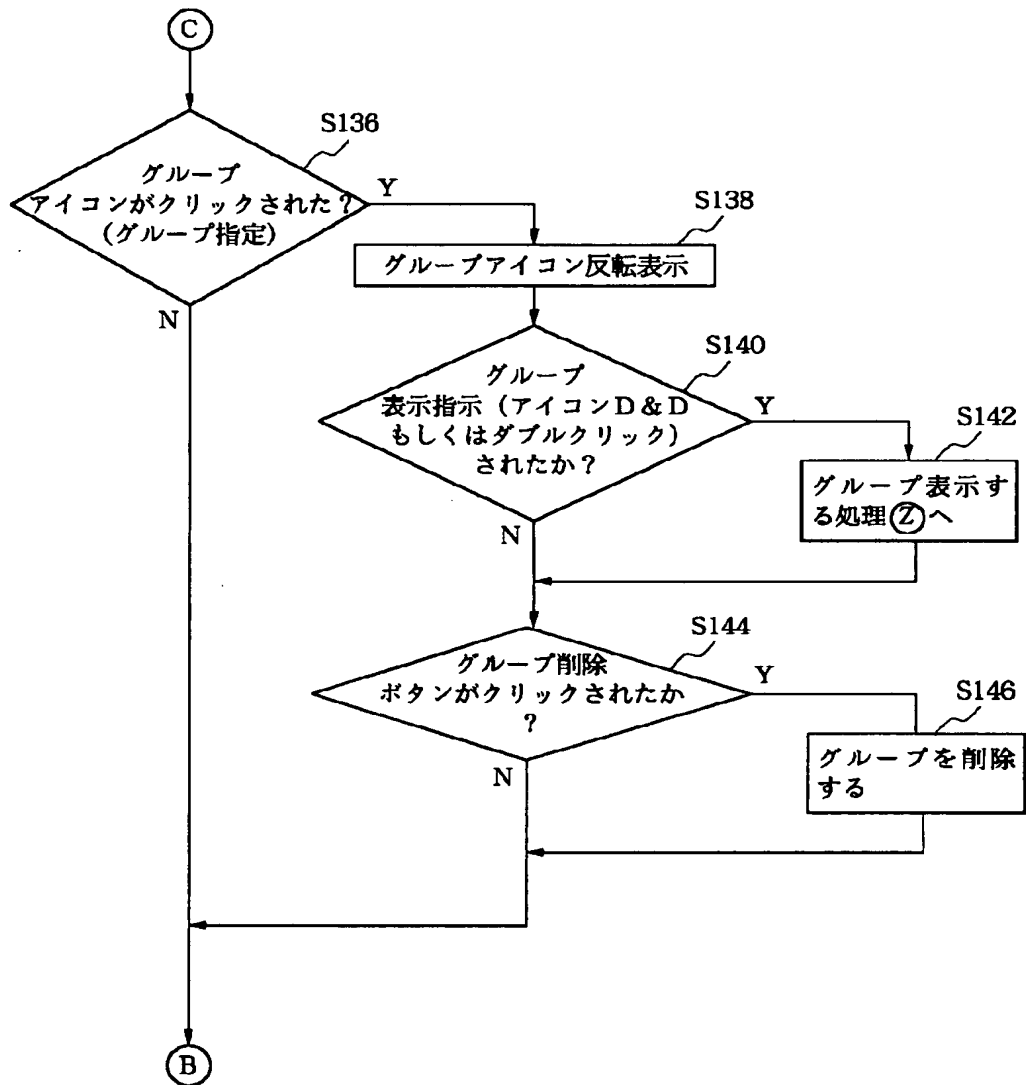 C
S136
グループ
アイコンがクリックされた?
(グループ指定)
Y
N
S138
グループアイコン反転表示
S140
グループ
表示指示(アイコンD&D
もしくはダブルクリック)
されたか?
Y
N
S142
グループ表示す
る処理Ⓩへ
S144
グループ削除
ボタンがクリックされたか
?
Y
N
S146
グループを削除
する
B